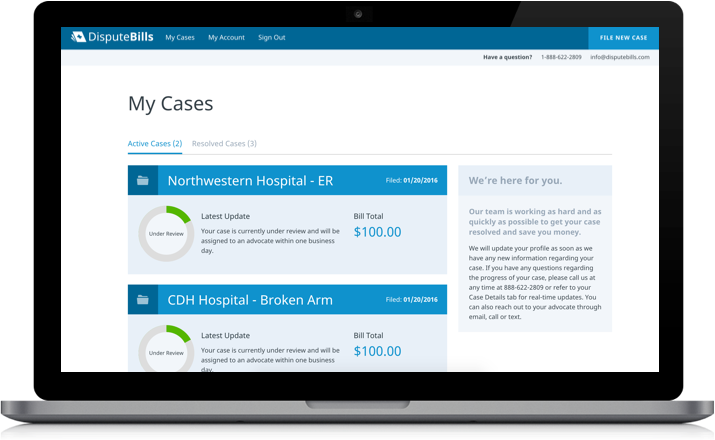 DisputeBills My Cases My Account Sign Out FILE NEW CASE
Have a question? 1-888-622-2809 info@disputebills.com
My Cases
Active Cases (2) Resolved Cases (3)
Northwestern Hospital - ER Filed: 01/20/2016
Under Review
Latest Update
Your case is currently under review and will be
assigned to an advocate within one business
day.
Bill Total
$100.00
CDH Hospital - Broken Arm Filed: 01/20/2016
Under Review
Latest Update
Your case is currently under review and will be
assigned to an advocate within one business
day.
Bill Total
$100.00
We're here for you.
Our team is working as hard and as
quickly as possible to get your case
resolved and save you money.
We will update your profile as soon as we
have any new information regarding your
case. If you have any questions regarding
the progress of your case, please call us at
any time at 888-622-2809 or refer to your
Case Details tab for real-time updates. You
can also reach out to your advocate through
email, call or text.